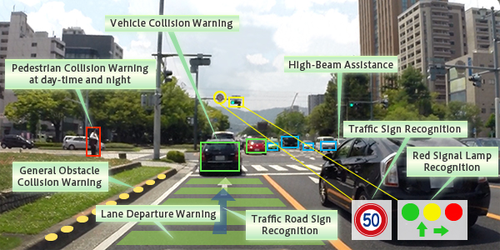 Vehicle Collision Warning
Pedestrian Collision Warning
at day-time and night
High-Beam Assistance
Traffic Sign Recognition
Red Signal Lamp
Recognition
General Obstacle
Collision Warning
Lane Departure Warning
Traffic Road Sign
Recognition
50